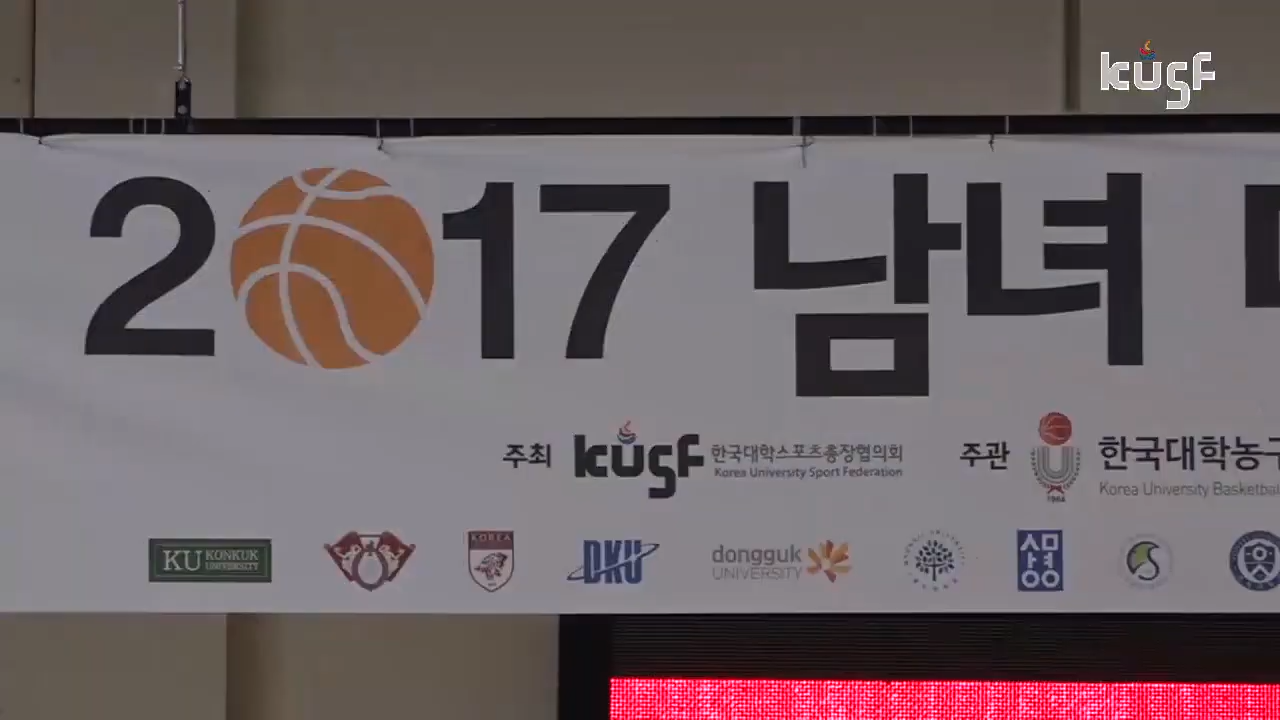 kusf
2017 남녀
주최 kusf 한국대학스포츠총장협의회 주관 한국대학농구
Korea University Sport Federation Korea University Basketbal
1964
KU KONKUK UNIVERSITY KOREA DKU dongguk UNIVERSITY 상명